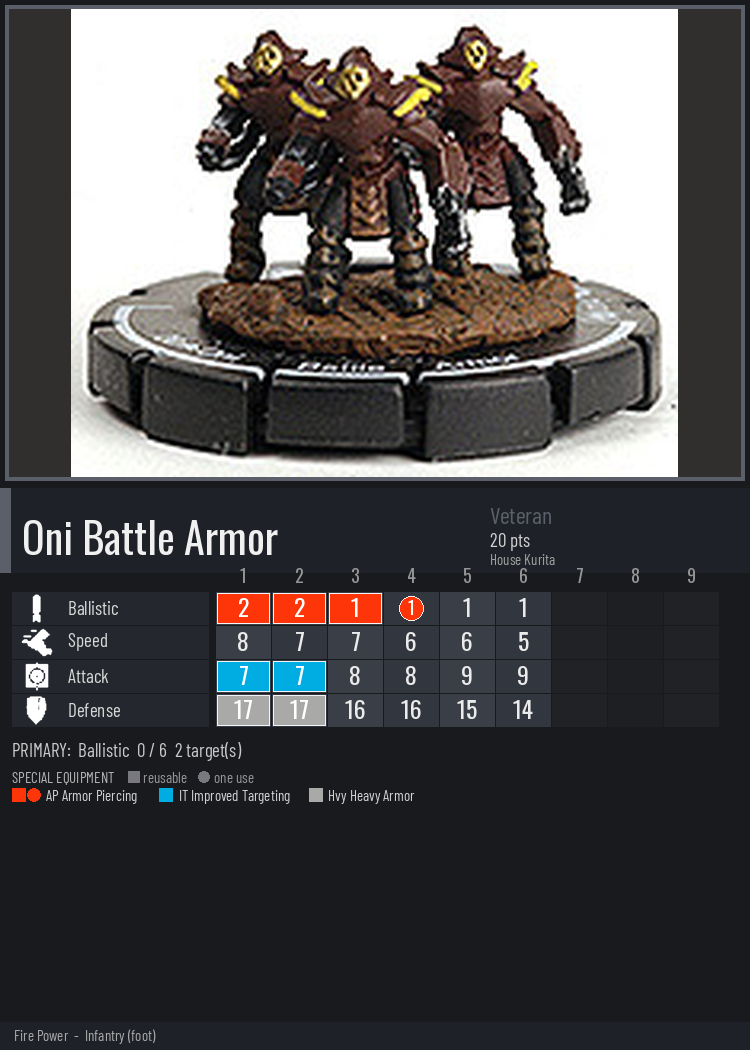 Battle Armor
Oni Battle Armor
Veteran
20 pts
House Kurita
1 2 3 4 5 6 7 8 9
Ballistic 2 2 1 1 1 1
Speed 8 7 7 6 6 5
Attack 7 7 8 8 9 9
Defense 17 17 16 16 15 14
PRIMARY: Ballistic 0 / 6 2 target(s)
SPECIAL EQUIPMENT reusable one use
AP Armor Piercing IT Improved Targeting Hvy Heavy Armor
Fire Power - Infantry (foot)